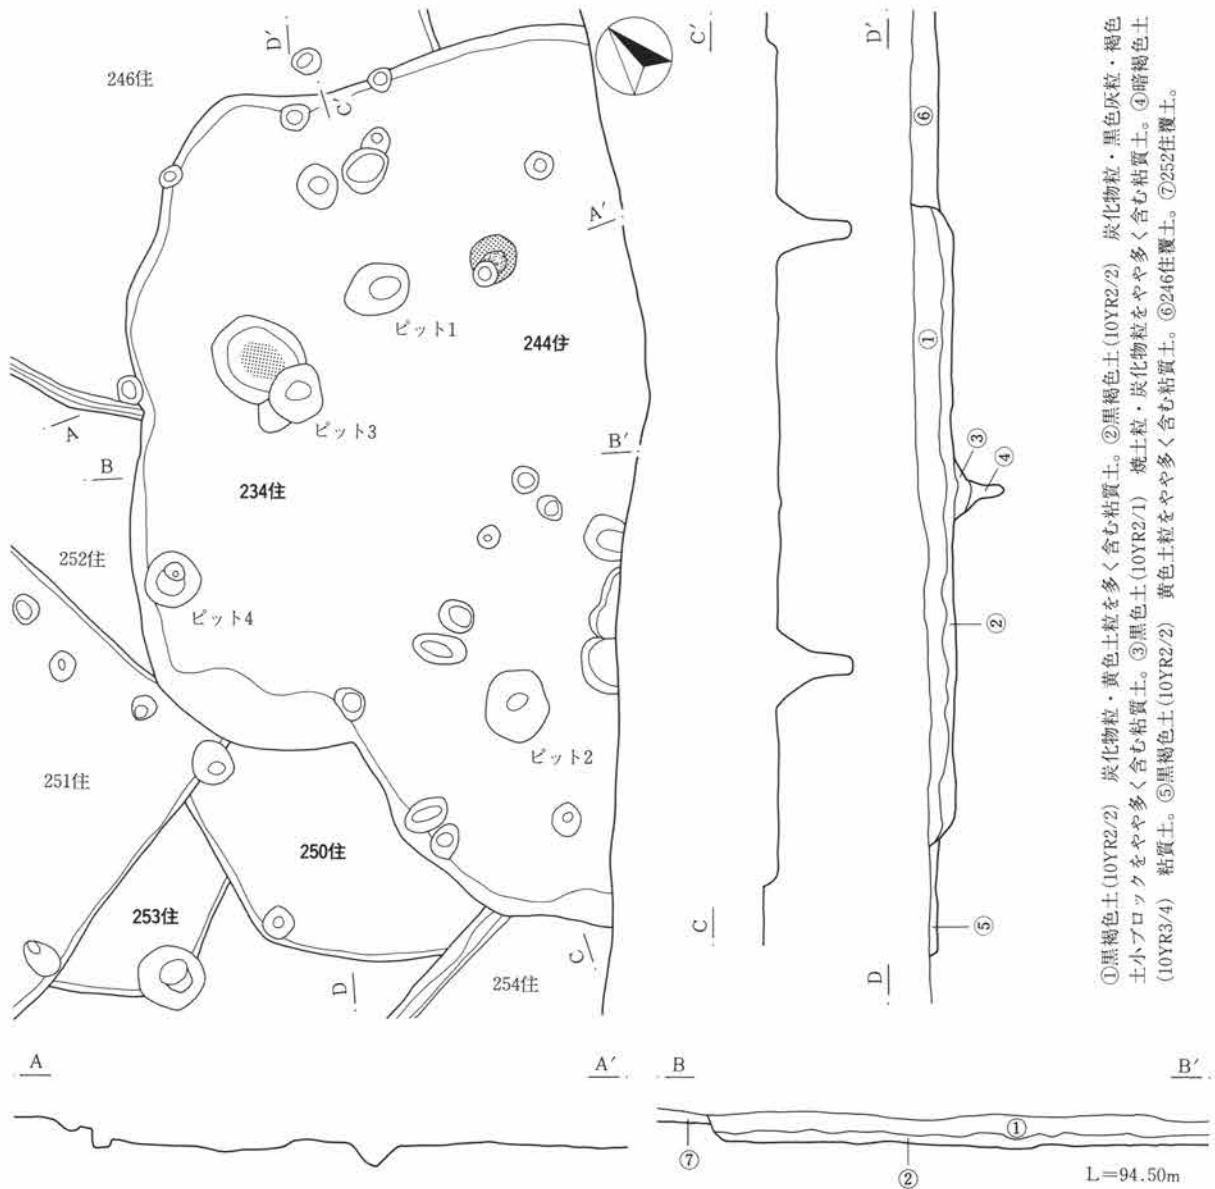 D′
246住
C′
A′
ピット1
244住
ピット3
A
B′
B
234住
252住
ピット4
ピット2
251住
250住
253住
D
C
254住
C′
C
D′
⑥
①
③
④
②
⑤
D
①黒褐色土(10YR2/2) 炭化物粒・黄色土粒を多く含む粘質土。②黒褐色土(10YR2/2) 炭化物粒・黒色灰粒・褐色
土小ブロックをやや多く含む粘質土。③黒色土(10YR2/1) 焼土粒・炭化物粒をやや多く含む粘質土。④暗褐色土
(10YR3/4) 粘質土。⑤黒褐色土(10YR2/2) 黄色土粒をやや多く含む粘質土。⑥246住覆土。⑦252住覆土。
A
A′
B
B′
①
⑦
②
L=94.50m